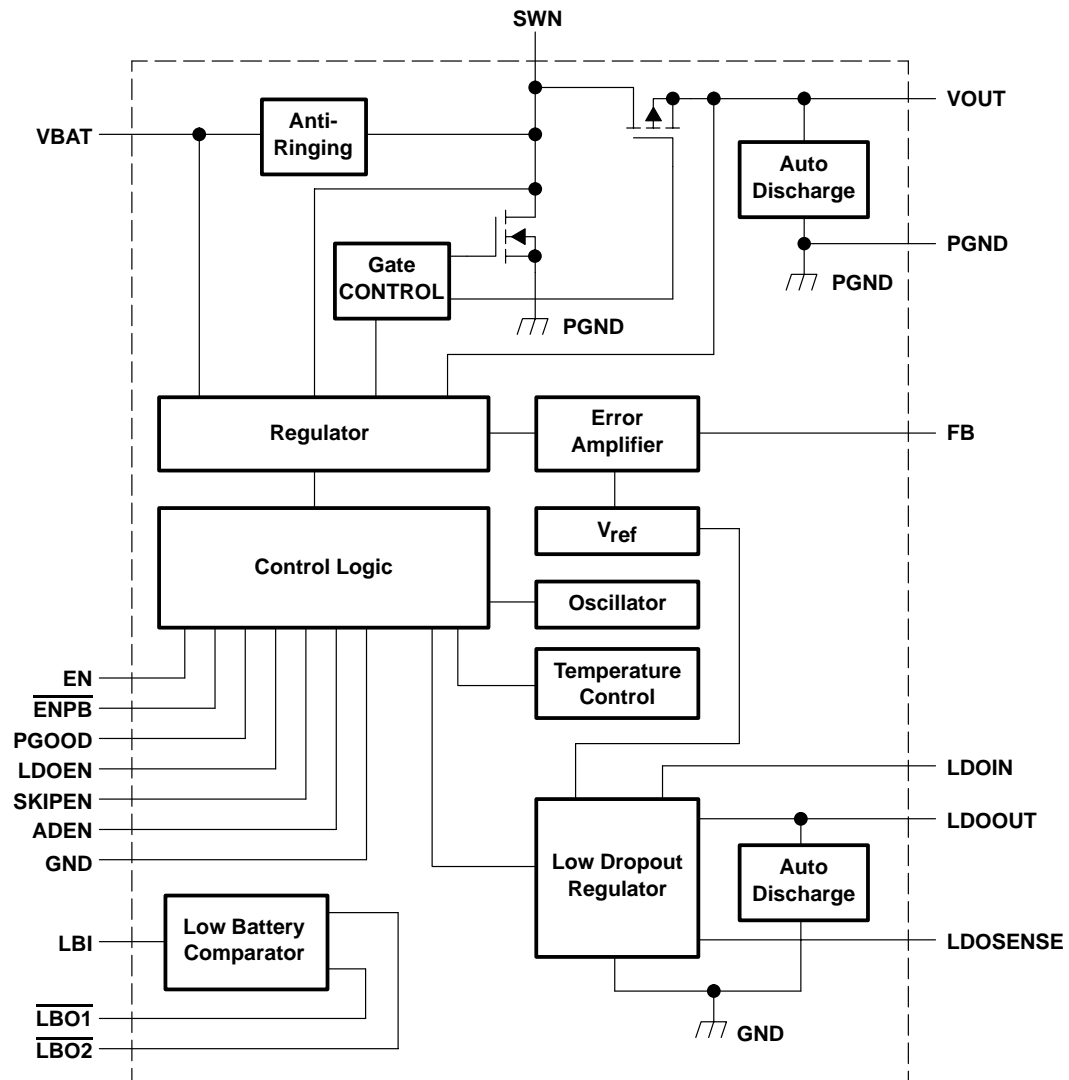 SWN
VBAT
Anti-
Ringing
VOUT
Auto
Discharge
PGND
PGND
Gate
CONTROL
PGND
Regulator
Error
Amplifier
FB
Vref
Control Logic
Oscillator
Temperature
Control
EN
ENPB
PGOOD
LDOEN
SKIPEN
ADEN
GND
LDOIN
LDOOUT
Low Dropout
Regulator
Auto
Discharge
LDOSENSE
LBI
Low Battery
Comparator
LBO1
LBO2
GND